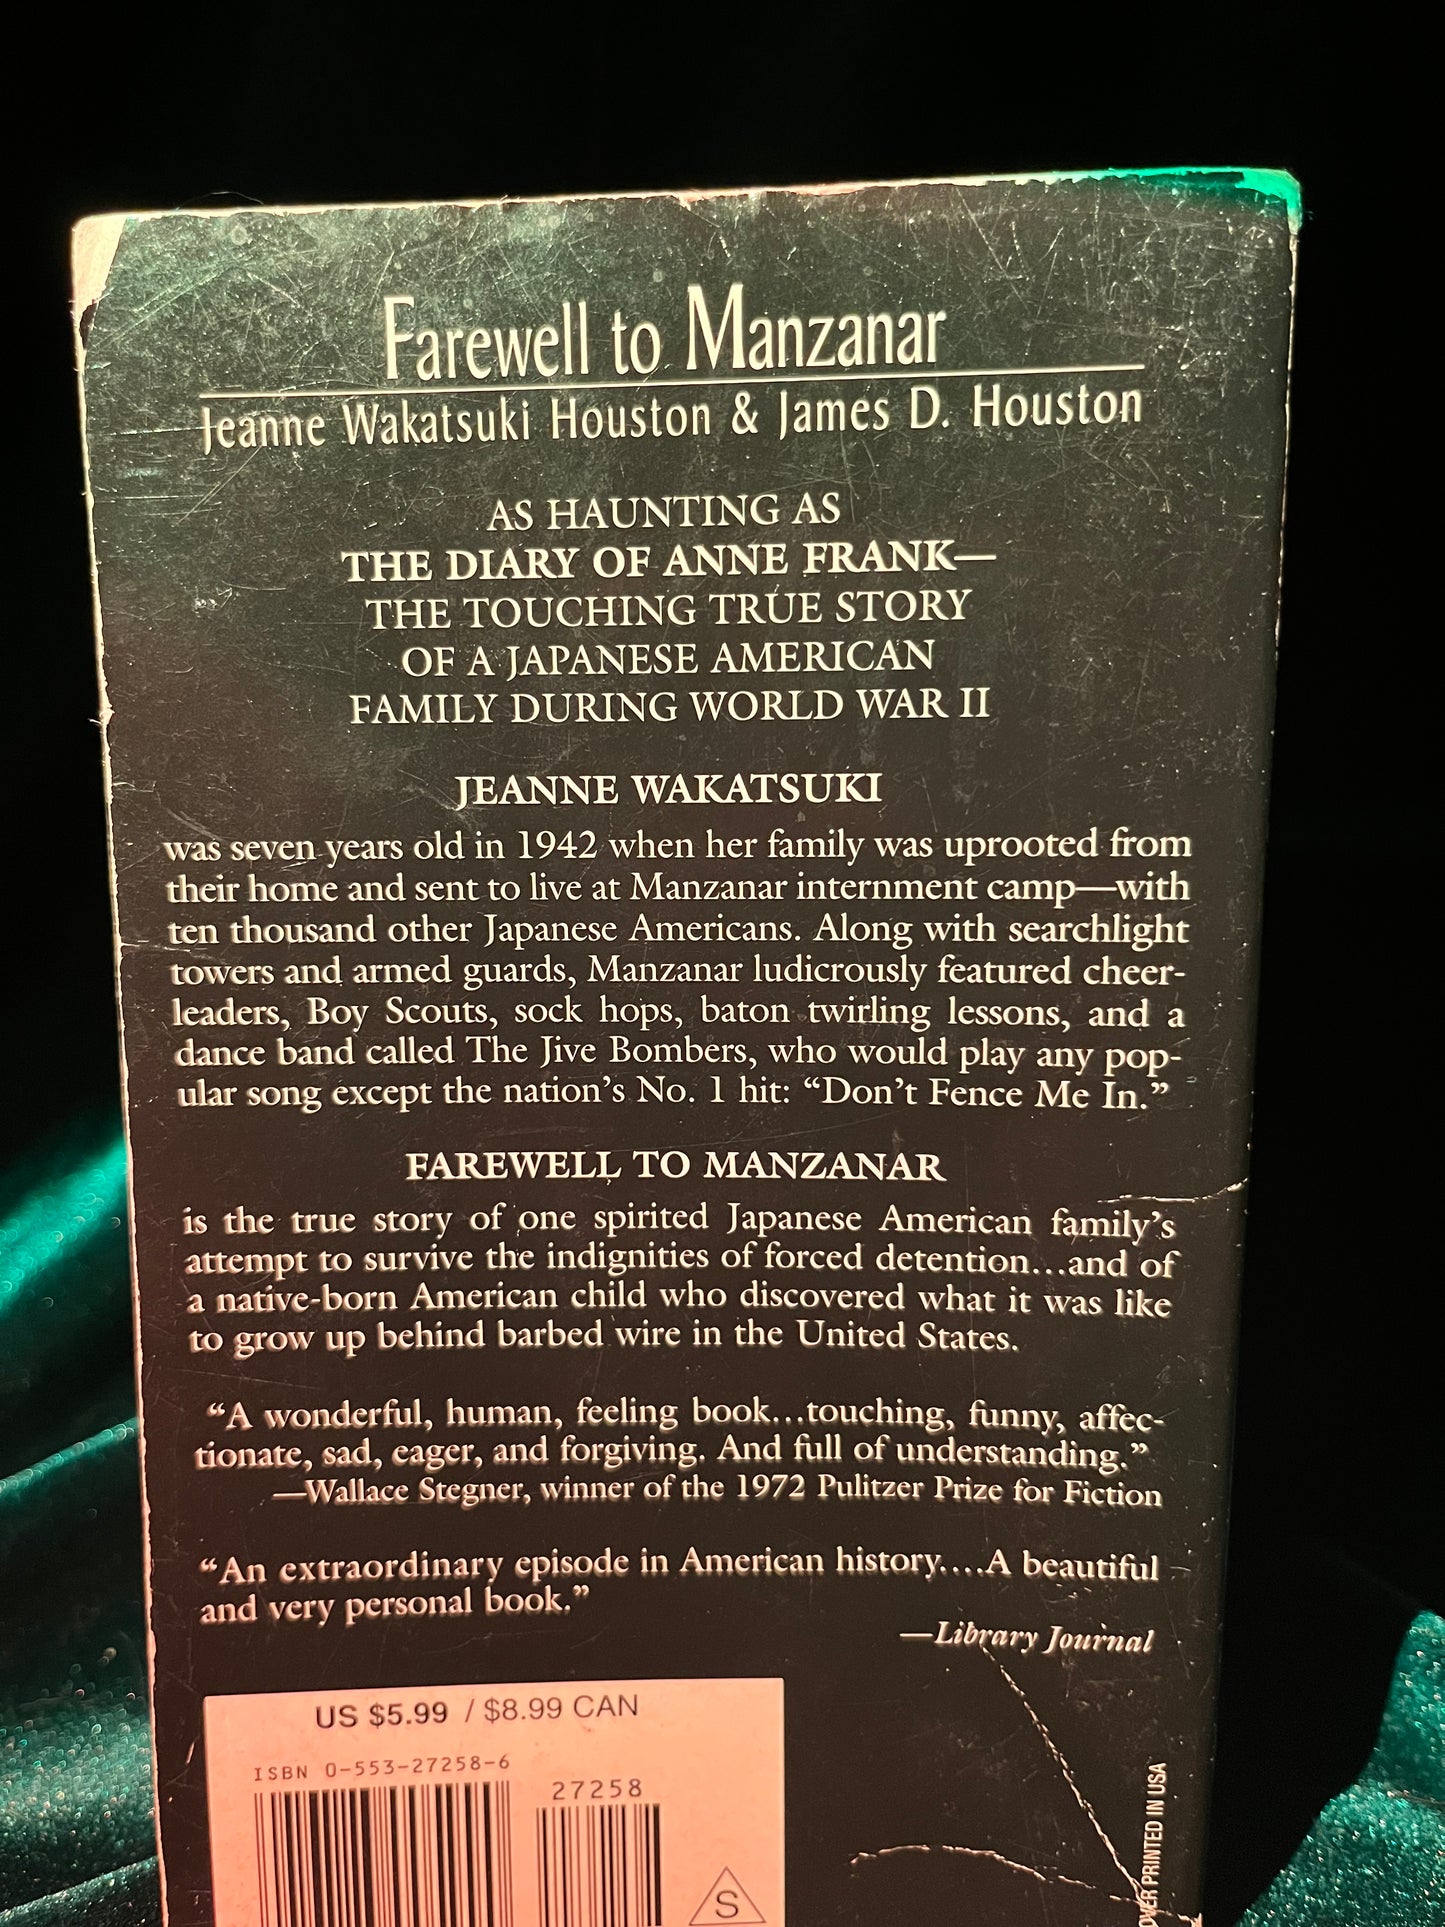 Farewell to Manzanar
Jeanne Wakatsuki Houston & James D. Houston
AS HAUNTING AS
THE DIARY OF ANNE FRANK—
THE TOUCHING TRUE STORY
OF A JAPANESE AMERICAN
FAMILY DURING WORLD WAR II
JEANNE WAKATSUKI
was seven years old in 1942 when her family was uprooted from
their home and sent to live at Manzanar internment camp—with
ten thousand other Japanese Americans. Along with searchlight
towers and armed guards, Manzanar ludicrously featured cheer-
leaders, Boy Scouts, sock hops, baton twirling lessons, and a
dance band called The Jive Bombers, who would play any pop-
ular song except the nation's No. 1 hit: “Don't Fence Me In.”
FAREWELL TO MANZANAR
is the true story of one spirited Japanese American family's
attempt to survive the indignities of forced detention...and of
a native-born American child who discovered what it was like
to grow up behind barbed wire in the United States.
“A wonderful, human, feeling book...touching, funny, affec-
tionate, sad, eager, and forgiving. And full of understanding.”
—Wallace Stegner, winner of the 1972 Pulitzer Prize for Fiction
“An extraordinary episode in American history....A beautiful
and very personal book.”
—Library Journal
US $5.99 / $8.99 CAN
ISBN 0-553-27258-6
27258
S
PRINTED IN USA